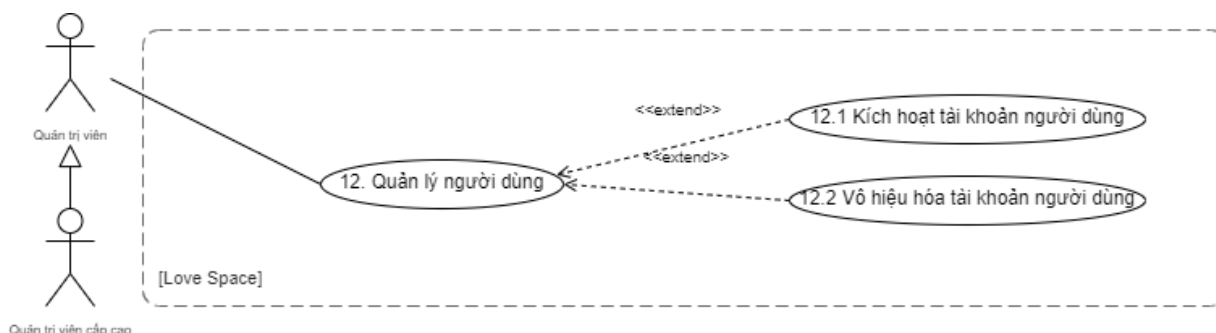 <<extend>>
12.1 Kích hoạt tài khoản người dùng
Quản trị viên
<<extend>>
12. Quản lý người dùng
12.2 Vô hiệu hóa tài khoản người dùng
[Love Space]
Quản trị viên cấp cao